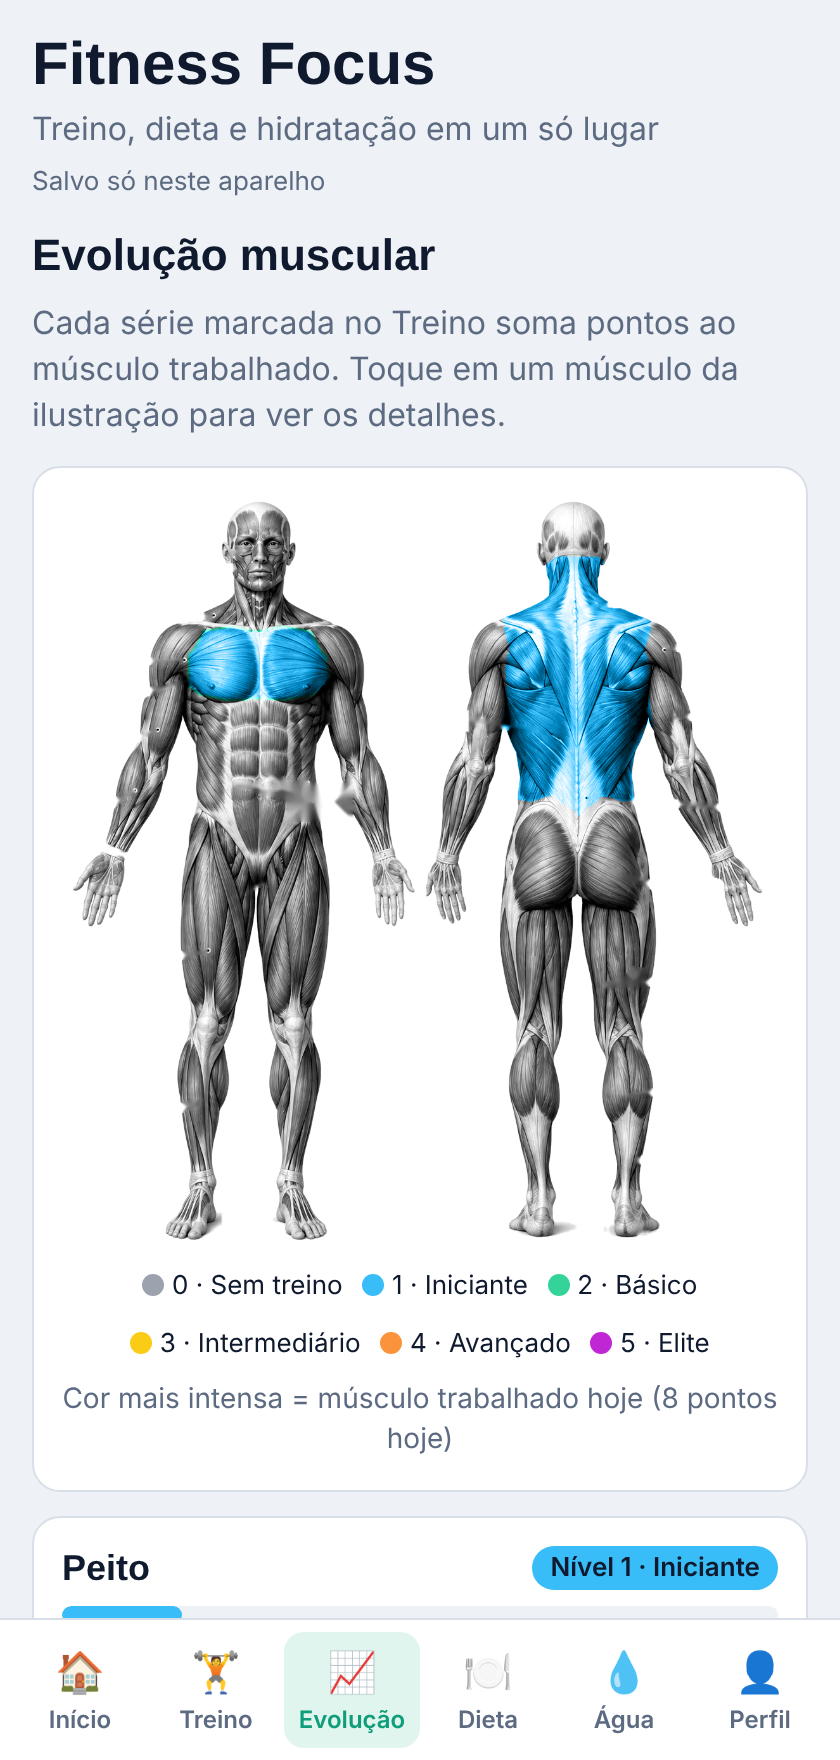 Fitness Focus
Treino, dieta e hidratação em um só lugar
Salvo só neste aparelho
Evolução muscular
Cada série marcada no Treino soma pontos ao
músculo trabalhado. Toque em um músculo da
ilustração para ver os detalhes.
0 · Sem treino 1 · Iniciante 2 · Básico
3 · Intermediário 4 · Avançado 5 · Elite
Cor mais intensa = músculo trabalhado hoje (8 pontos
hoje)
Peito Nível 1 · Iniciante
Início Treino Evolução Dieta Água Perfil